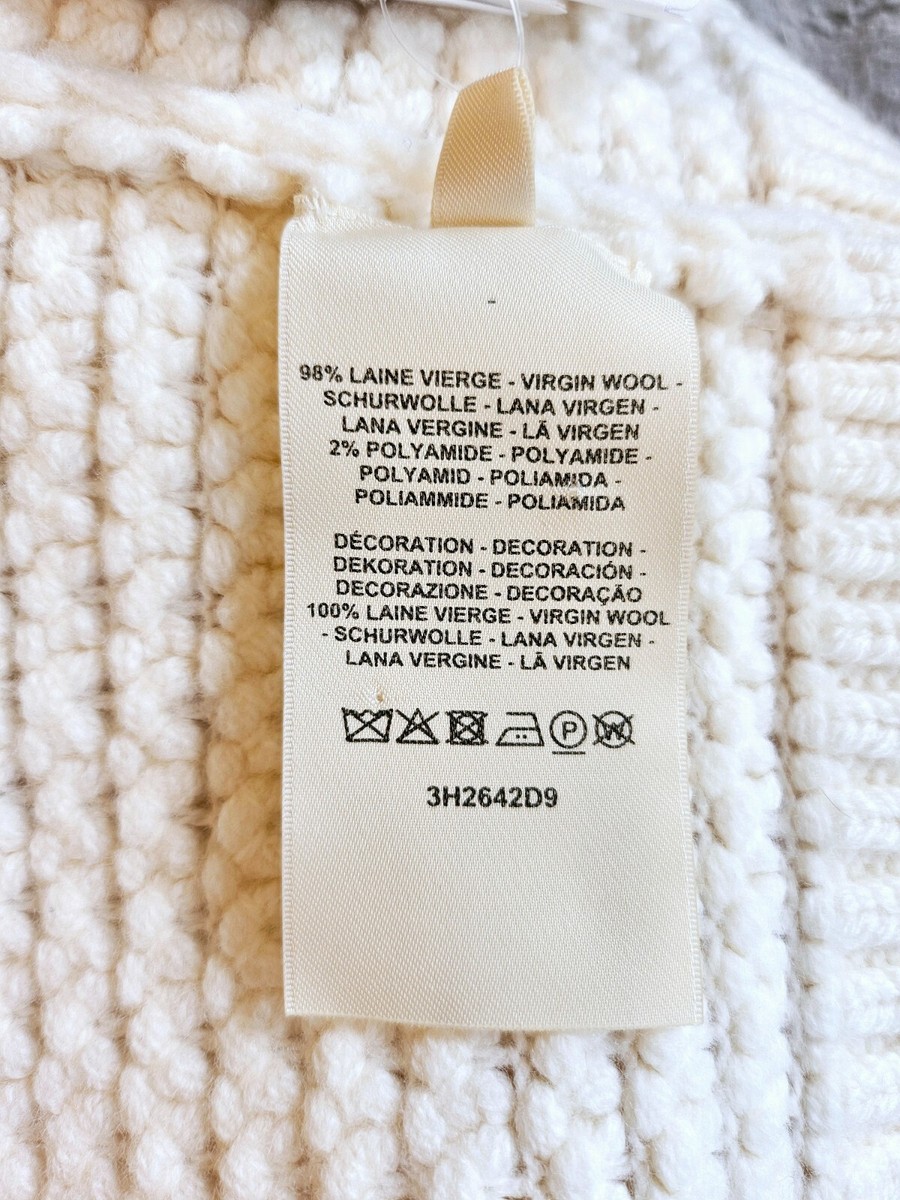 98% LAINE VIERGE - VIRGIN WOOL -
SCHURWOLLE - LANA VIRGEN -
LANA VERGINE - LÃ VIRGEN
2% POLYAMIDE - POLYAMIDE -
POLYAMID - POLIAMIDA -
POLIAMMIDE - POLIAMIDA
DÉCORATION - DECORATION -
DEKORATION - DECORACIÓN -
DECORAZIONE - DECORAÇÃO
100% LAINE VIERGE - VIRGIN WOOL
- SCHURWOLLE - LANA VIRGEN -
LANA VERGINE - LÃ VIRGEN
P W
3H2642D9